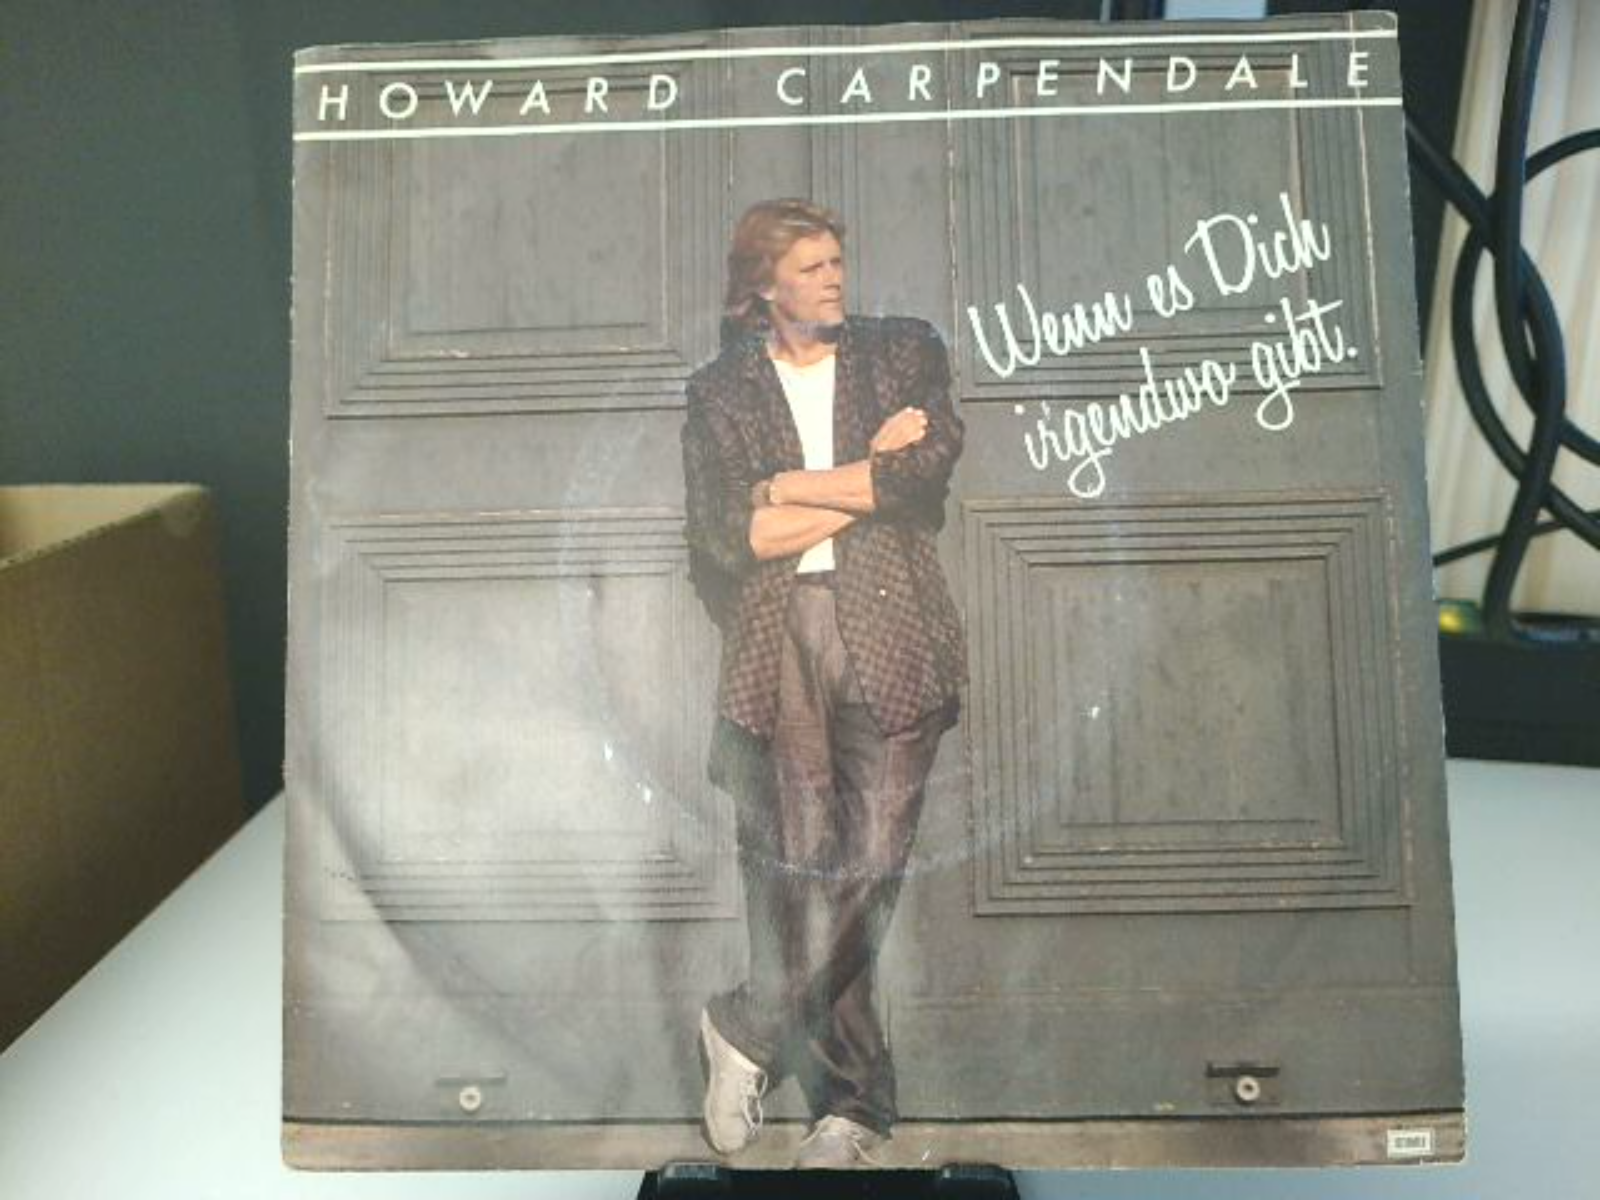 HOWARD CARPENDALE
Wenn es Dich
irgendwo gibt.
EMI